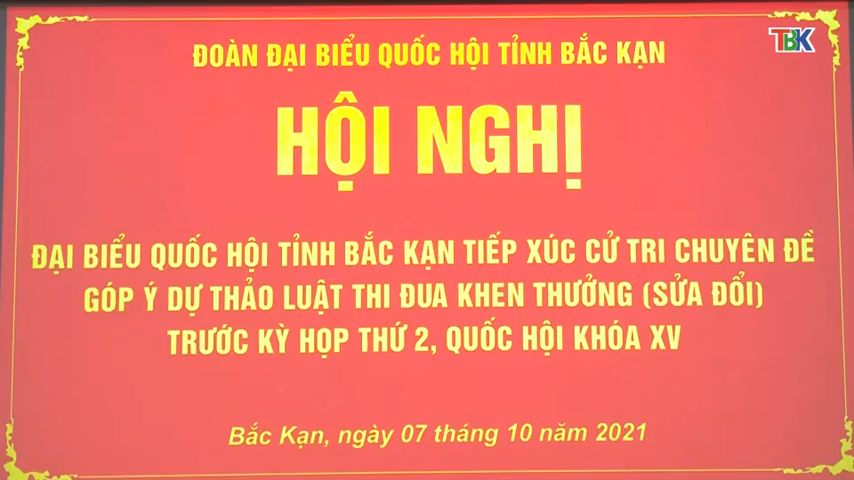 TBK
ĐOÀN ĐẠI BIỂU QUỐC HỘI TỈNH BẮC KẠN
HỘI NGHỊ
ĐẠI BIỂU QUỐC HỘI TỈNH BẮC KẠN TIẾP XÚC CỬ TRI CHUYÊN ĐỀ
GÓP Ý DỰ THẢO LUẬT THI ĐUA KHEN THƯỞNG (SỬA ĐỔI)
TRƯỚC KỲ HỌP THỨ 2, QUỐC HỘI KHÓA XV
Bắc Kạn, ngày 07 tháng 10 năm 2021